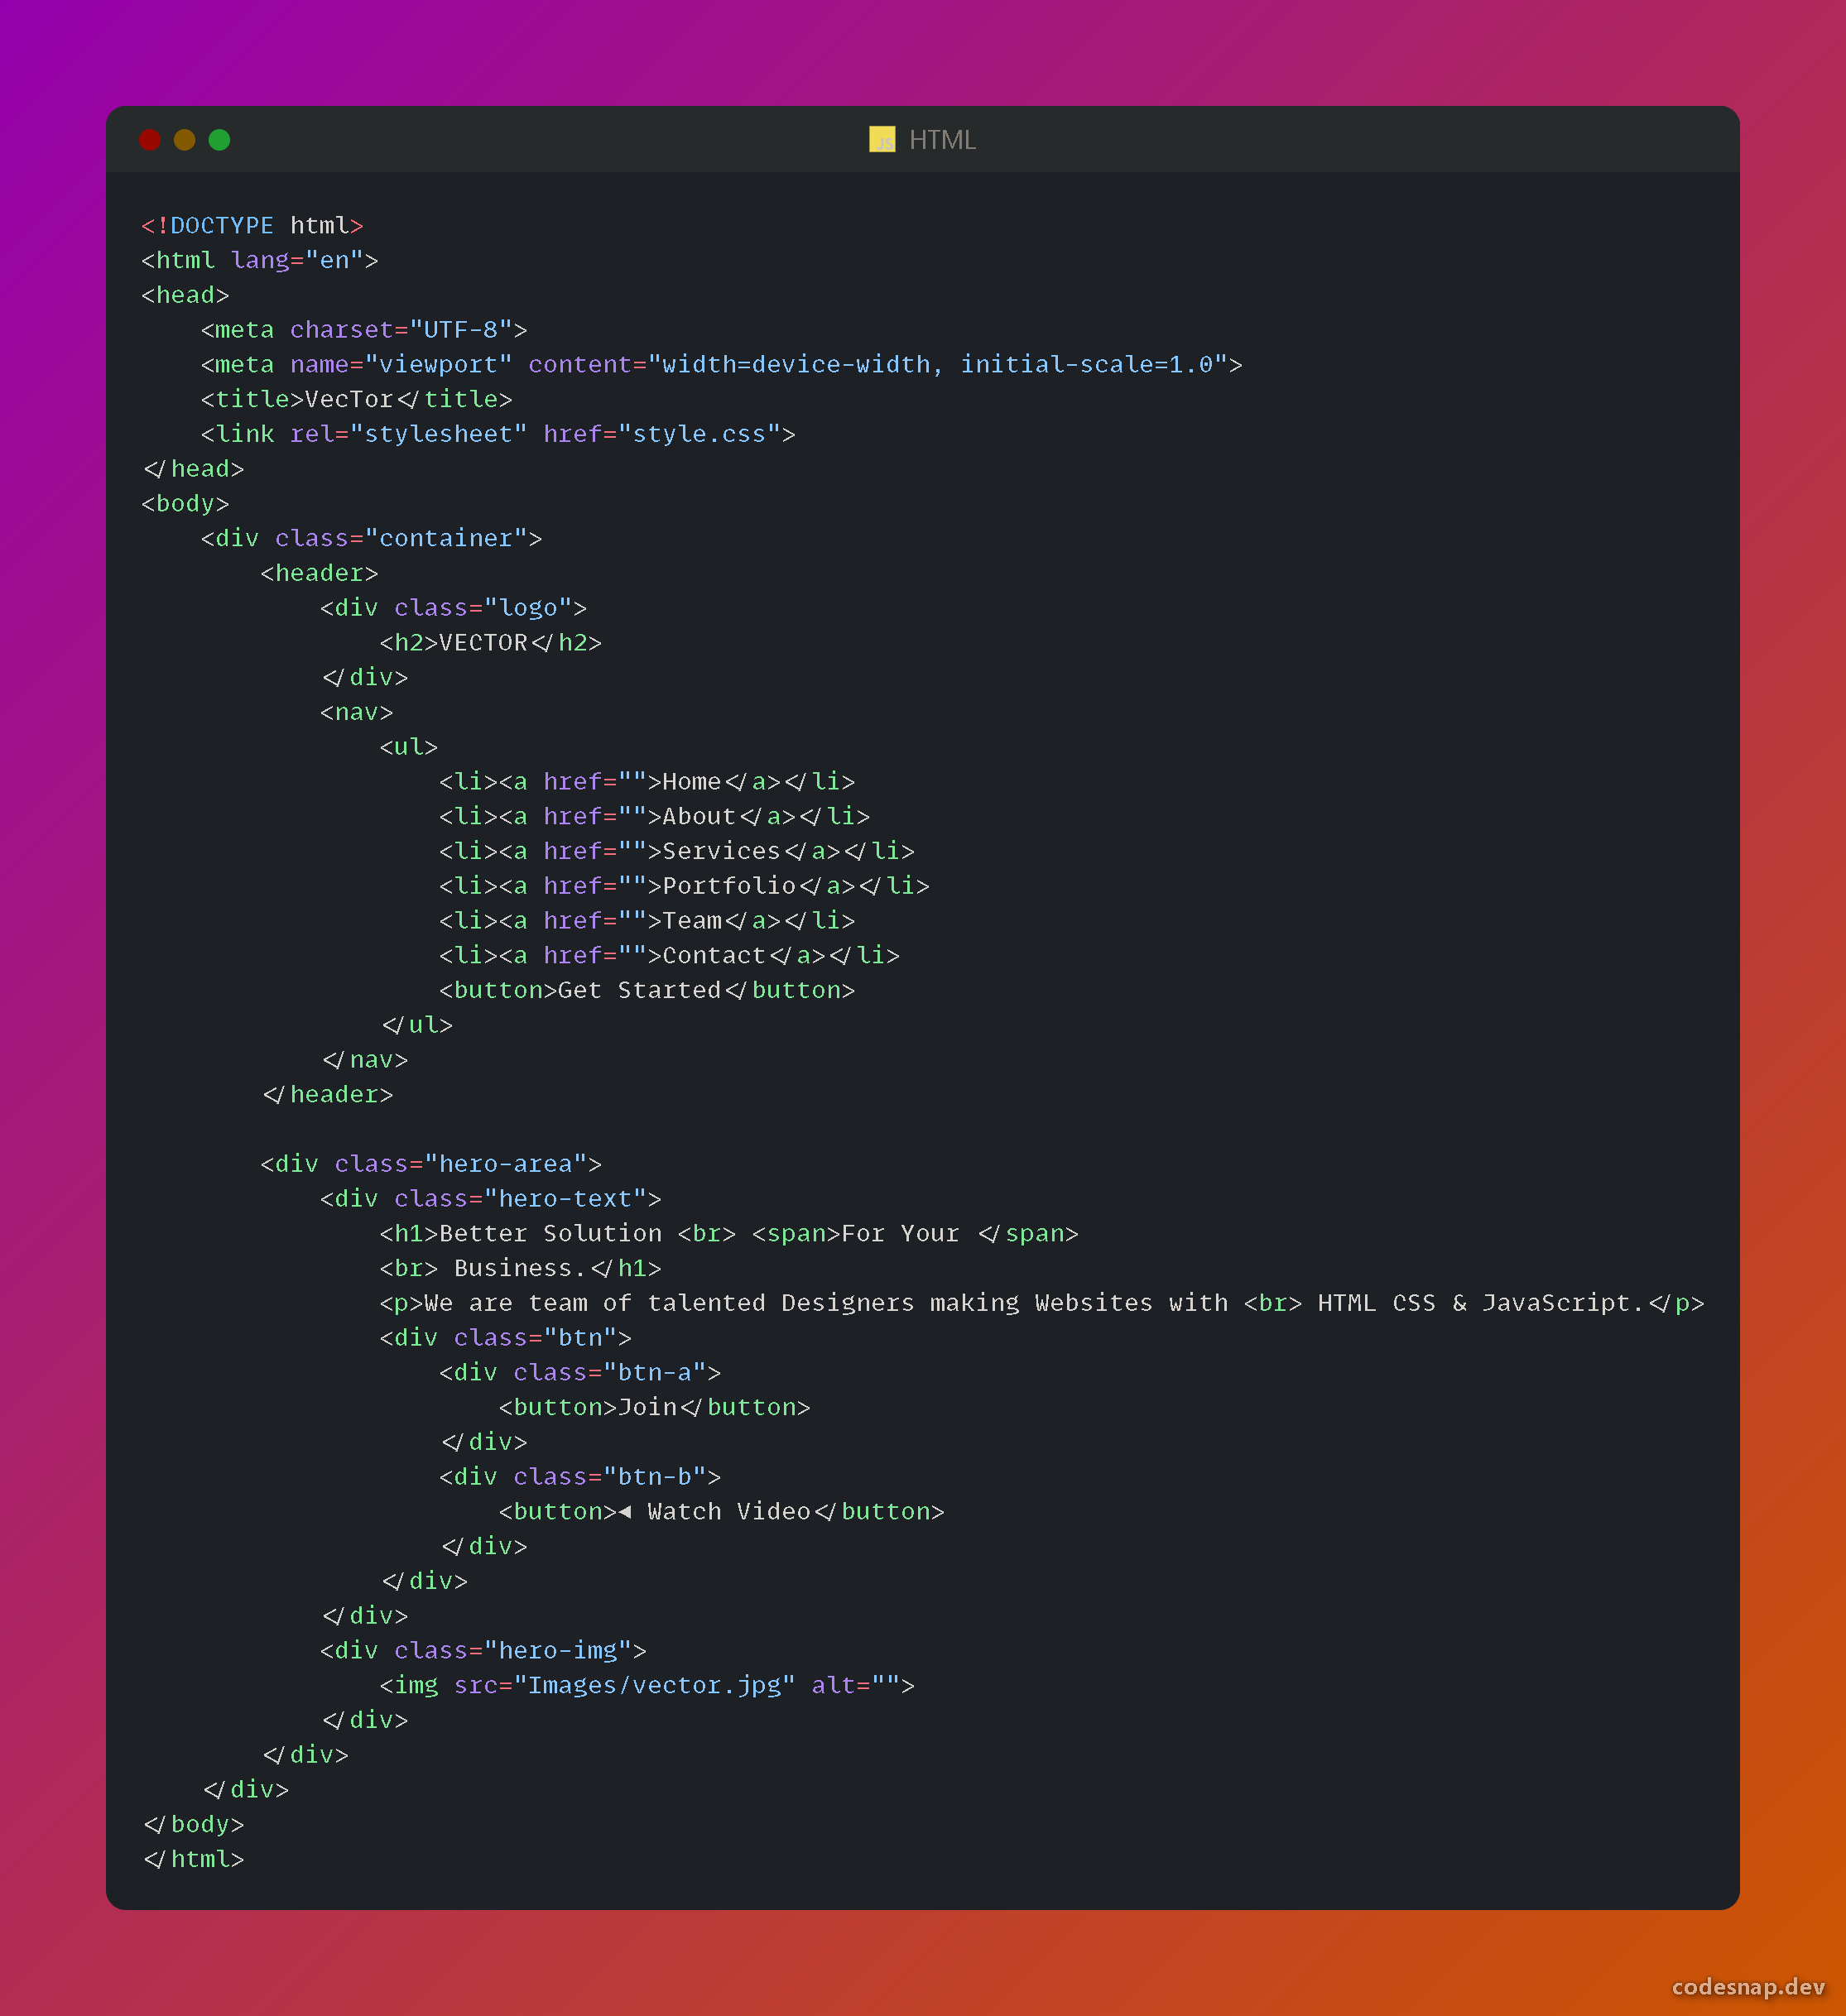 HTML
<!DOCTYPE html>
<html lang="en">
<head>
    <meta charset="UTF-8">
    <meta name="viewport" content="width=device-width, initial-scale=1.0">
    <title>VecTor</title>
    <link rel="stylesheet" href="style.css">
</head>
<body>
    <div class="container">
        <header>
            <div class="logo">
                <h2>VECTOR</h2>
            </div>
            <nav>
                <ul>
                    <li><a href="">Home</a></li>
                    <li><a href="">About</a></li>
                    <li><a href="">Services</a></li>
                    <li><a href="">Portfolio</a></li>
                    <li><a href="">Team</a></li>
                    <li><a href="">Contact</a></li>
                    <button>Get Started</button>
                </ul>
            </nav>
        </header>

        <div class="hero-area">
            <div class="hero-text">
                <h1>Better Solution <br> <span>For Your </span>
                <br> Business.</h1>
                <p>We are team of talented Designers making Websites with <br> HTML CSS & JavaScript.</p>
                <div class="btn">
                    <div class="btn-a">
                        <button>Join</button>
                    </div>
                    <div class="btn-b">
                        <button>◄ Watch Video</button>
                    </div>
                </div>
            </div>
            <div class="hero-img">
                <img src="Images/vector.jpg" alt="">
            </div>
        </div>
    </div>
</body>
</html>
codesnap.dev